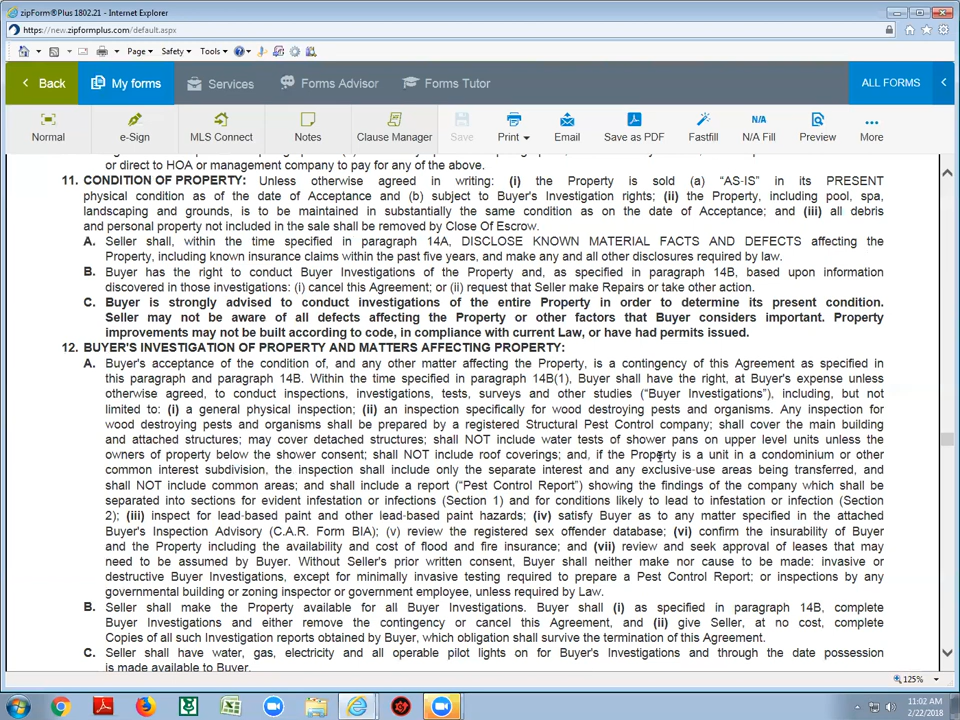 zipForm®Plus 1802.21 - Internet Explorer
https://new.zipformplus.com/default.aspx
Page Safety Tools
Back My forms Services Forms Advisor Forms Tutor ALL FORMS
N/A
Normal e-Sign MLS Connect Notes Clause Manager Save Print Email Save as PDF Fastfill N/A Fill Preview More
or direct to HOA or management company to pay for any of the above.
11. CONDITION OF PROPERTY: Unless otherwise agreed in writing: (i) the Property is sold (a) “AS-IS” in its PRESENT
physical condition as of the date of Acceptance and (b) subject to Buyer's Investigation rights; (ii) the Property, including pool, spa,
landscaping and grounds, is to be maintained in substantially the same condition as on the date of Acceptance; and (iii) all debris
and personal property not included in the sale shall be removed by Close Of Escrow.
A. Seller shall, within the time specified in paragraph 14A, DISCLOSE KNOWN MATERIAL FACTS AND DEFECTS affecting the
Property, including known insurance claims within the past five years, and make any and all other disclosures required by law.
B. Buyer has the right to conduct Buyer Investigations of the Property and, as specified in paragraph 14B, based upon information
discovered in those investigations: (i) cancel this Agreement; or (ii) request that Seller make Repairs or take other action.
C. Buyer is strongly advised to conduct investigations of the entire Property in order to determine its present condition.
Seller may not be aware of all defects affecting the Property or other factors that Buyer considers important. Property
improvements may not be built according to code, in compliance with current Law, or have had permits issued.
12. BUYER'S INVESTIGATION OF PROPERTY AND MATTERS AFFECTING PROPERTY:
A. Buyer's acceptance of the condition of, and any other matter affecting the Property, is a contingency of this Agreement as specified in
this paragraph and paragraph 14B. Within the time specified in paragraph 14B(1), Buyer shall have the right, at Buyer's expense unless
otherwise agreed, to conduct inspections, investigations, tests, surveys and other studies (“Buyer Investigations”), including, but not
limited to: (i) a general physical inspection; (ii) an inspection specifically for wood destroying pests and organisms. Any inspection for
wood destroying pests and organisms shall be prepared by a registered Structural Pest Control company; shall cover the main building
and attached structures; may cover detached structures; shall NOT include water tests of shower pans on upper level units unless the
owners of property below the shower consent; shall NOT include roof coverings; and, if the Property is a unit in a condominium or other
common interest subdivision, the inspection shall include only the separate interest and any exclusive-use areas being transferred, and
shall NOT include common areas; and shall include a report (“Pest Control Report”) showing the findings of the company which shall be
separated into sections for evident infestation or infections (Section 1) and for conditions likely to lead to infestation or infection (Section
2); (iii) inspect for lead-based paint and other lead-based paint hazards; (iv) satisfy Buyer as to any matter specified in the attached
Buyer's Inspection Advisory (C.A.R. Form BIA); (v) review the registered sex offender database; (vi) confirm the insurability of Buyer
and the Property including the availability and cost of flood and fire insurance; and (vii) review and seek approval of leases that may
need to be assumed by Buyer. Without Seller's prior written consent, Buyer shall neither make nor cause to be made: invasive or
destructive Buyer Investigations, except for minimally invasive testing required to prepare a Pest Control Report; or inspections by any
governmental building or zoning inspector or government employee, unless required by Law.
B. Seller shall make the Property available for all Buyer Investigations. Buyer shall (i) as specified in paragraph 14B, complete
Buyer Investigations and either remove the contingency or cancel this Agreement, and (ii) give Seller, at no cost, complete
Copies of all such Investigation reports obtained by Buyer, which obligation shall survive the termination of this Agreement.
C. Seller shall have water, gas, electricity and all operable pilot lights on for Buyer's Investigations and through the date possession
is made available to Buyer.
125%
11:02 AM
2/22/2018